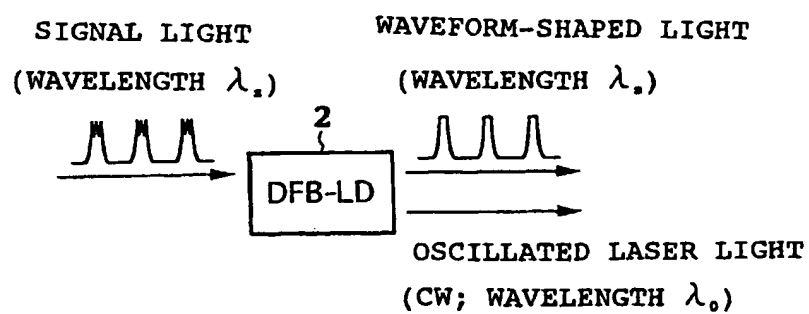 SIGNAL LIGHT
(WAVELENGTH λs)
WAVEFORM-SHAPED LIGHT
(WAVELENGTH λs)
2
DFB-LD
OSCILLATED LASER LIGHT
(CW; WAVELENGTH λ0)